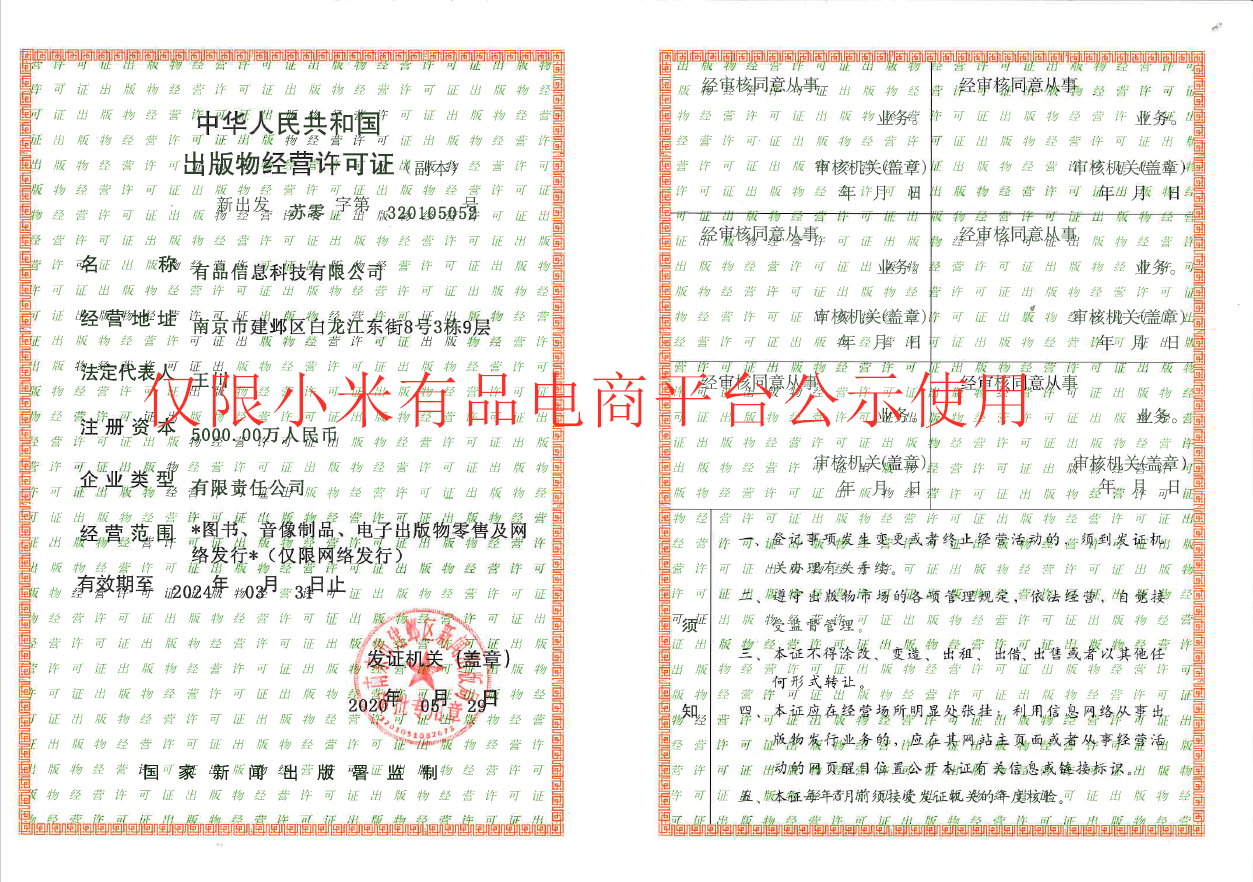 中华人民共和国
出版物经营许可证（副本）
新出发 苏零 字第 320105052 号
名 称 有品信息科技有限公司
经营地址 南京市建邺区白龙江东街8号3栋9层
法定代表人 王川
注册资本 5000.00万人民币
企业类型 有限责任公司
经营范围 *图书、音像制品、电子出版物零售及网
络发行*（仅限网络发行）
有效期至 2024年 03月 31日止
发证机关（盖章）
2020年 05月 29日
国家新闻出版署监制
仅限小米有品电商平台公示使用
经审核同意从事
业务。
审核机关(盖章)
年 月 日
经审核同意从事
业务。
审核机关(盖章)
年 月 日
经审核同意从事
业务。
审核机关(盖章)
年 月 日
经审核同意从事
业务。
审核机关(盖章)
年 月 日
经审核同意从事
业务。
审核机关(盖章)
年 月 日
经审核同意从事
业务。
审核机关(盖章)
年 月 日
须知
一、登记事项发生变更或者终止经营活动的，须到发证机
关办理有关手续。
二、遵守出版物市场的各项管理规定，依法经营，自觉接
受监督管理。
三、本证不得涂改、变造、出租、出借、出售或者以其他任
何形式转让。
四、本证应在经营场所明显处张挂；利用信息网络从事出
版物发行业务的，应在其网站主页面或者从事经营活
动的网页醒目位置公开本证有关信息或链接标识。
五、本证每年3月前须接受发证机关的年度核验。